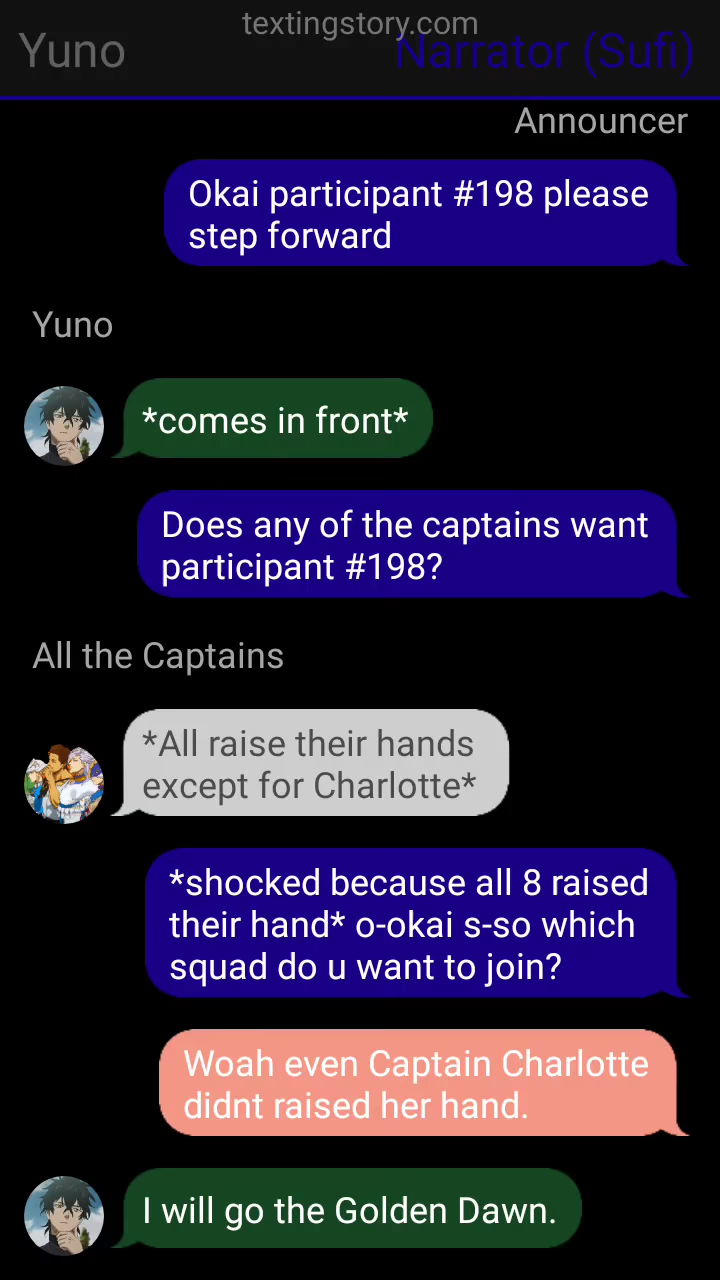 textingstory.com
Yuno
Narrator (Sufi)
Announcer
Okai participant #198 please
step forward
Yuno
*comes in front*
Does any of the captains want
participant #198?
All the Captains
*All raise their hands
except for Charlotte*
*shocked because all 8 raised
their hand* o-okai s-so which
squad do u want to join?
Woah even Captain Charlotte
didnt raised her hand.
I will go the Golden Dawn.